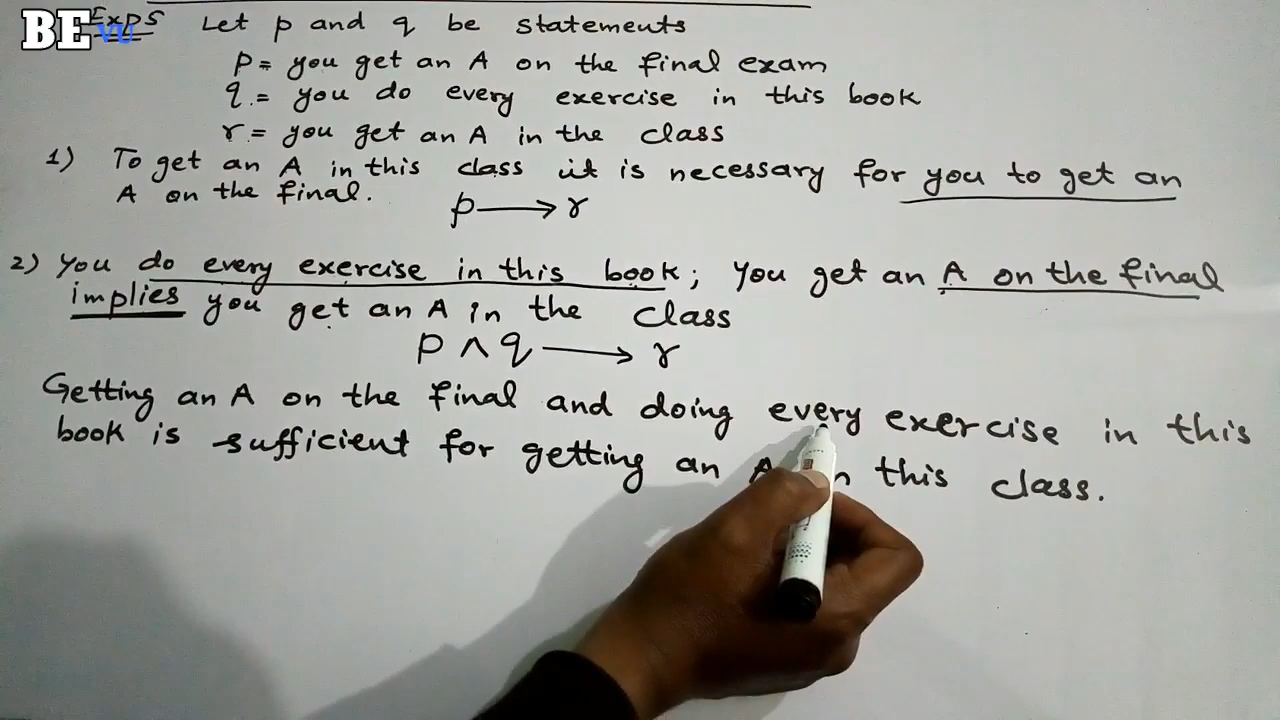 BE VU
Exps Let p and q be statements
p = you get an A on the final exam
q = you do every exercise in this book
r = you get an A in the class
1) To get an A in this class it is necessary for you to get an
A on the final.
p → r
2) You do every exercise in this book; You get an A on the final
implies you get an A in the class
p ∧ q → r
Getting an A on the final and doing every exercise in this
book is sufficient for getting an A in this class.